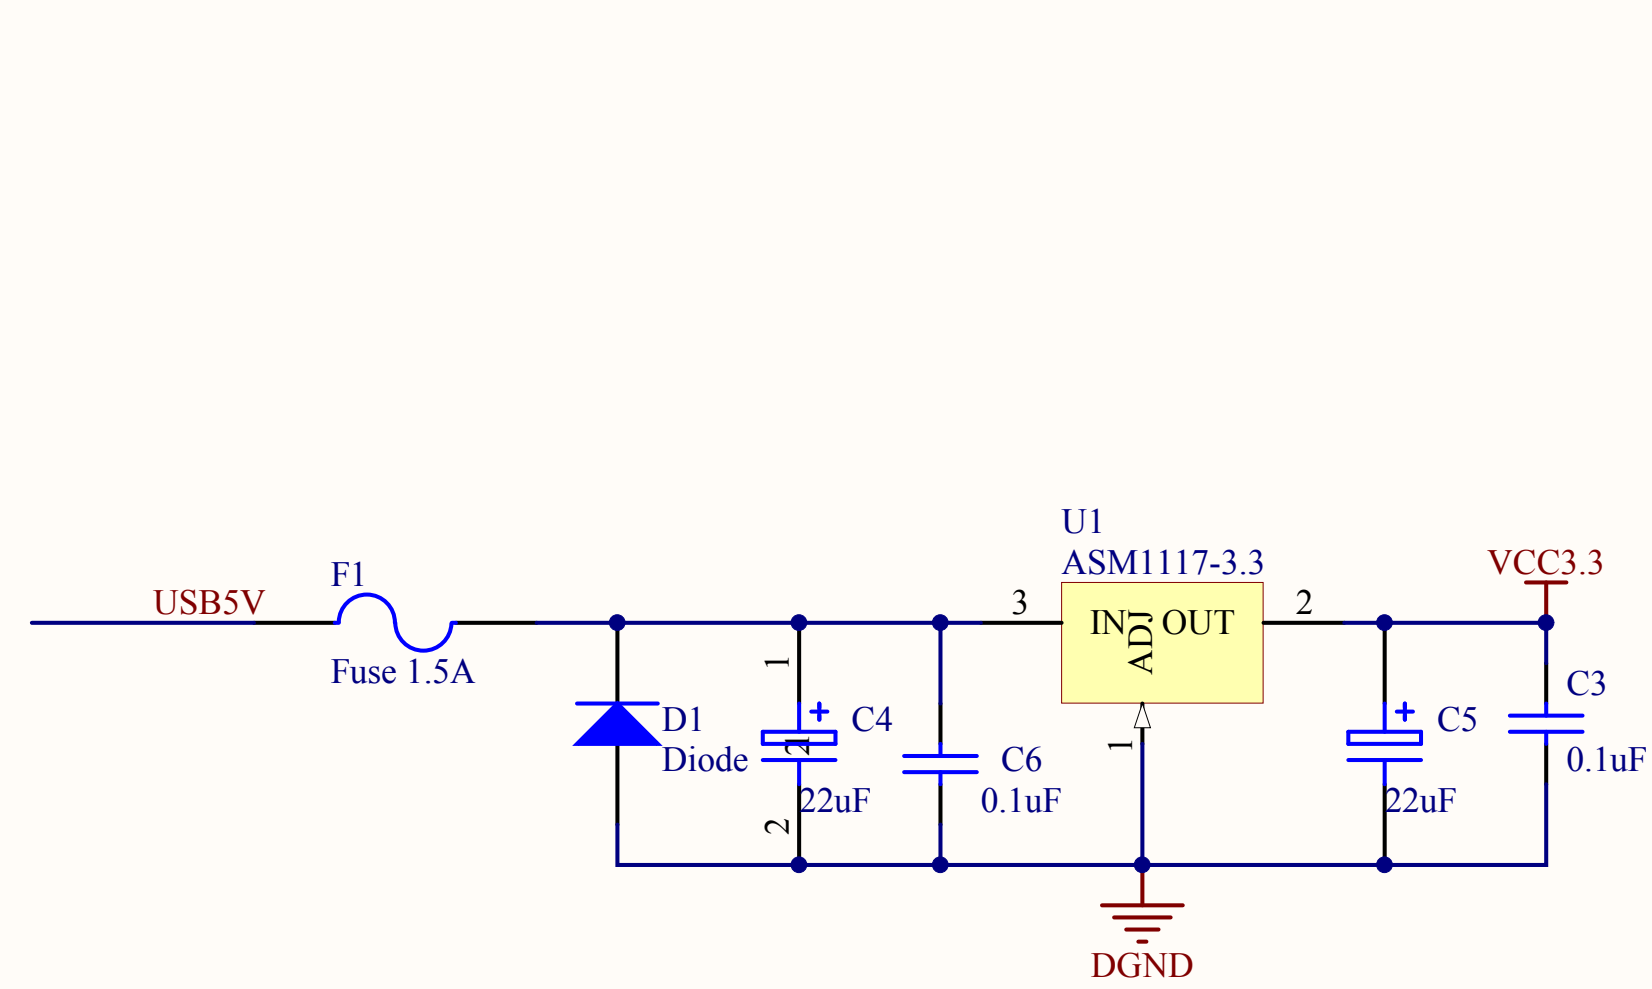 U1
ASM1117-3.3
VCC3.3
F1
USB5V
3
2
IN
ADJ
OUT
Fuse 1.5A
1
C3
D1
C4
C5
Diode
1
2
1
C6
0.1uF
22uF
0.1uF
22uF
2
DGND